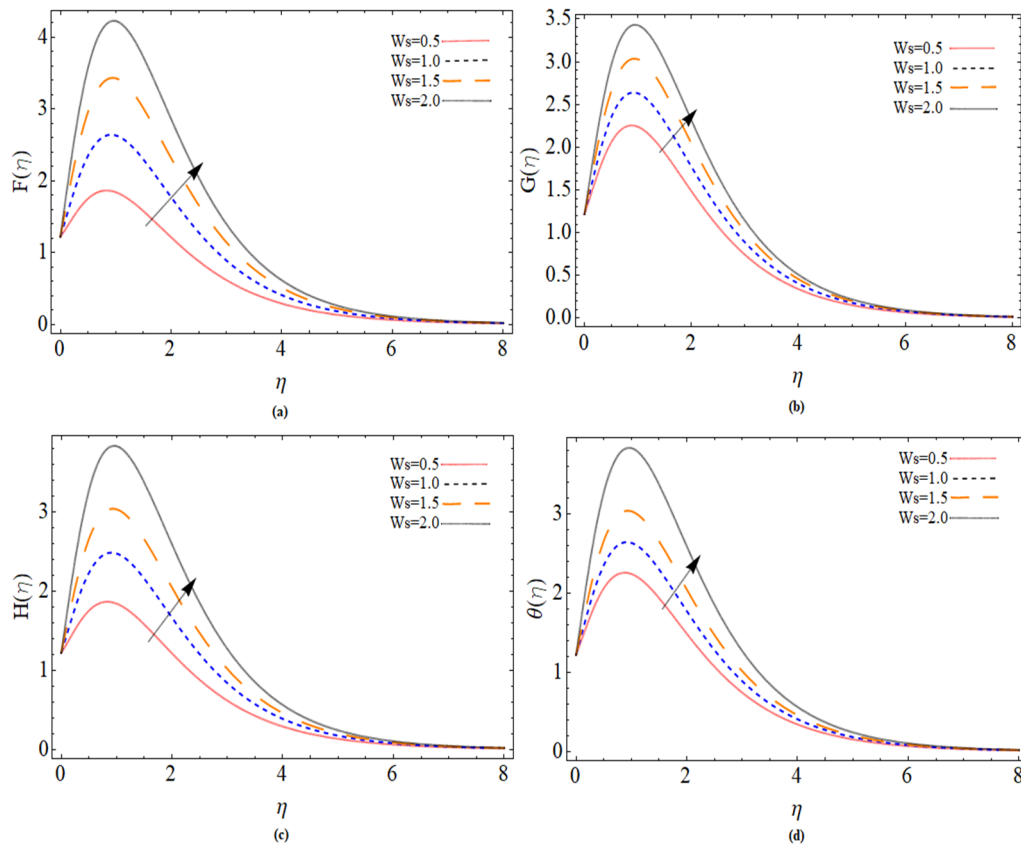 Ws=0.5
Ws=1.0
Ws=1.5
Ws=2.0
F(η)
4
3
2
1
0
0 2 4 6 8
η
(a)
Ws=0.5
Ws=1.0
Ws=1.5
Ws=2.0
G(η)
3.5
3.0
2.5
2.0
1.5
1.0
0.5
0.0
0 2 4 6 8
η
(b)
Ws=0.5
Ws=1.0
Ws=1.5
Ws=2.0
H(η)
3
2
1
0
0 2 4 6 8
η
(c)
Ws=0.5
Ws=1.0
Ws=1.5
Ws=2.0
θ(η)
3
2
1
0
0 2 4 6 8
η
(d)